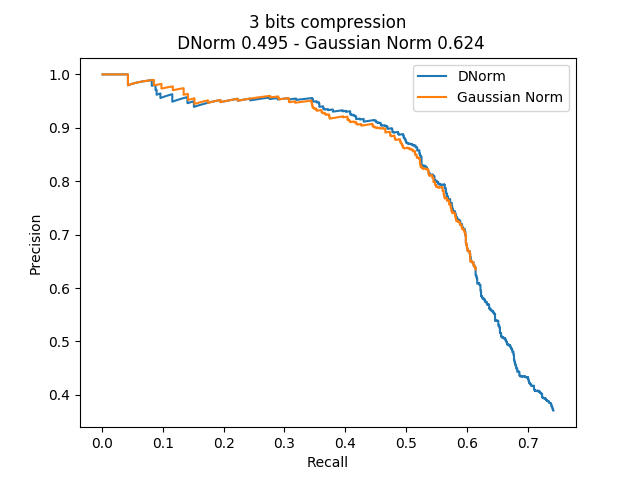 3 bits compression
DNorm 0.495 - Gaussian Norm 0.624
DNorm
Gaussian Norm
Precision
1.0
0.9
0.8
0.7
0.6
0.5
0.4
0.0 0.1 0.2 0.3 0.4 0.5 0.6 0.7
Recall